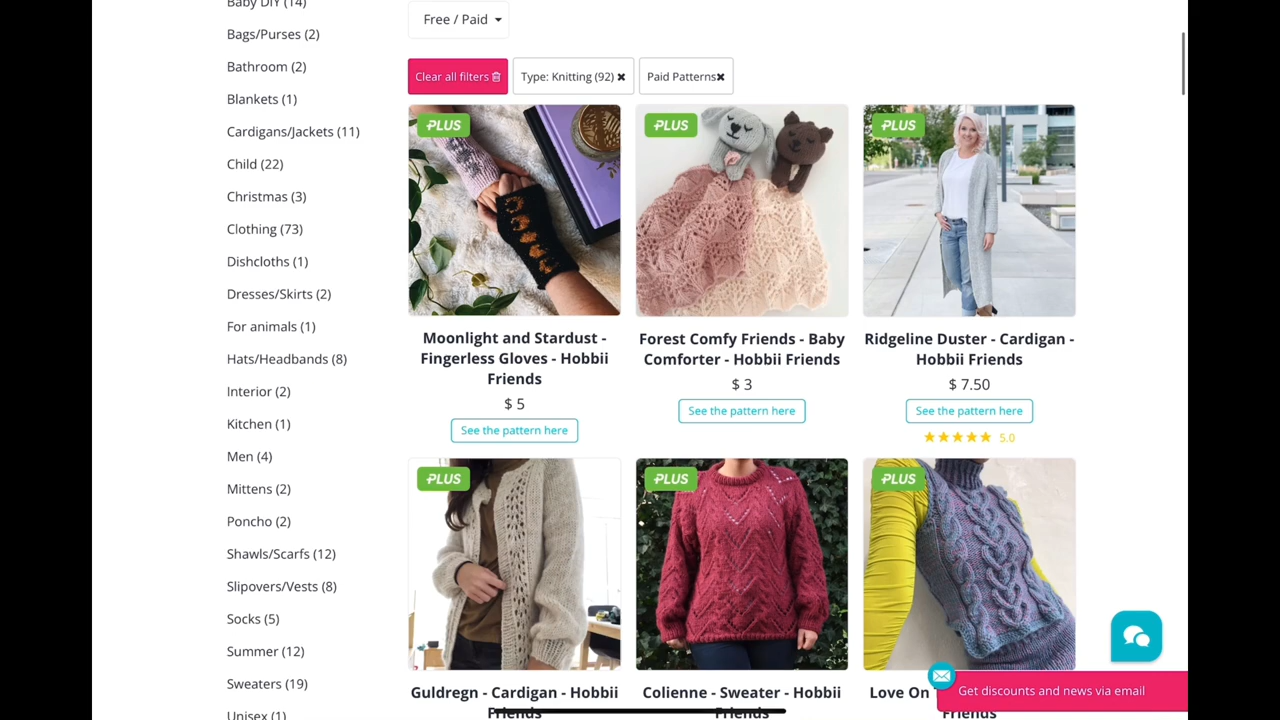 Baby DIY (14)
Bags/Purses (2)
Bathroom (2)
Blankets (1)
Cardigans/Jackets (11)
Child (22)
Christmas (3)
Clothing (73)
Dishcloths (1)
Dresses/Skirts (2)
For animals (1)
Hats/Headbands (8)
Interior (2)
Kitchen (1)
Men (4)
Mittens (2)
Poncho (2)
Shawls/Scarfs (12)
Slipovers/Vests (8)
Socks (5)
Summer (12)
Sweaters (19)
Unisex (1)
Free / Paid
Clear all filters
Type: Knitting (92) ✖
Paid Patterns✖
PLUS
Moonlight and Stardust -
Fingerless Gloves - Hobbii
Friends
$ 5
See the pattern here
PLUS
Forest Comfy Friends - Baby
Comforter - Hobbii Friends
$ 3
See the pattern here
PLUS
Ridgeline Duster - Cardigan -
Hobbii Friends
$ 7.50
See the pattern here
★★★★★ 5.0
PLUS
Guldregn - Cardigan - Hobbii
Friends
PLUS
Colienne - Sweater - Hobbii
Friends
PLUS
Love On
Friends
Get discounts and news via email